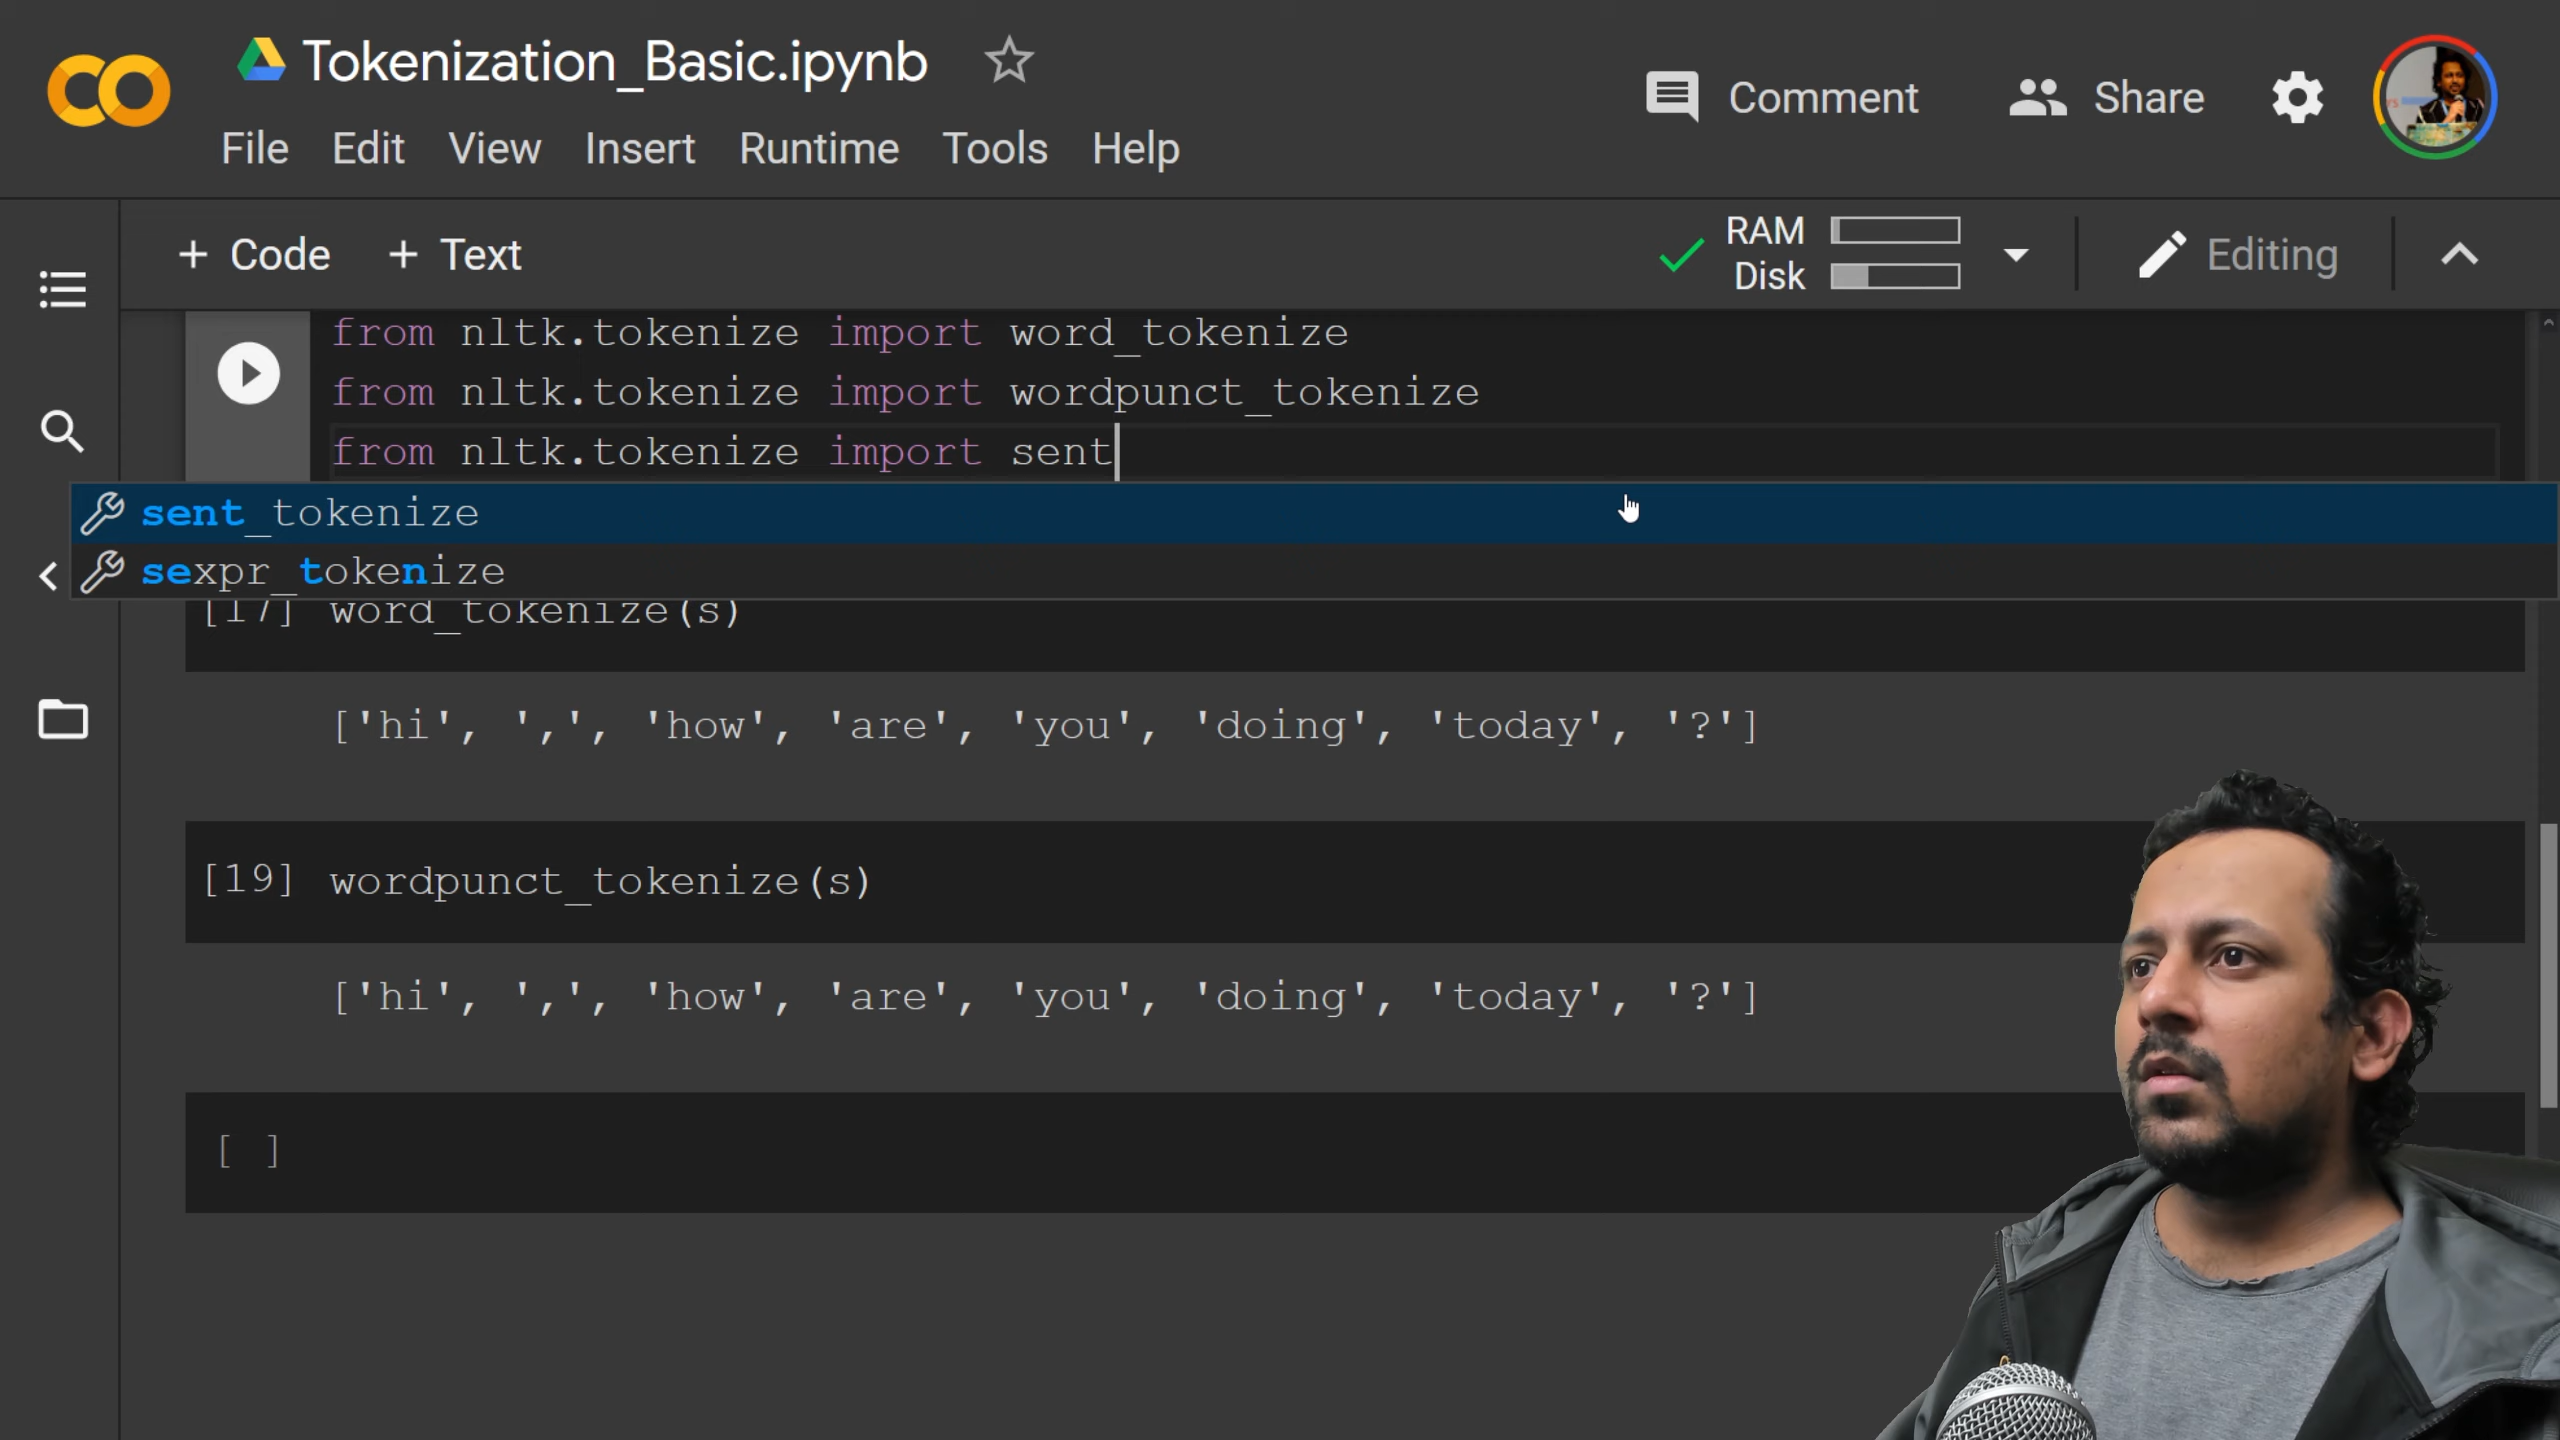 Tokenization_Basic.ipynb
Comment Share
File Edit View Insert Runtime Tools Help
+ Code + Text
RAM
Disk
Editing
from nltk.tokenize import word_tokenize
from nltk.tokenize import wordpunct_tokenize
from nltk.tokenize import sent
sent_tokenize
sexpr_tokenize
[17] word_tokenize(s)
['hi', ',', 'how', 'are', 'you', 'doing', 'today', '?']
[19] wordpunct_tokenize(s)
['hi', ',', 'how', 'are', 'you', 'doing', 'today', '?']
[ ]